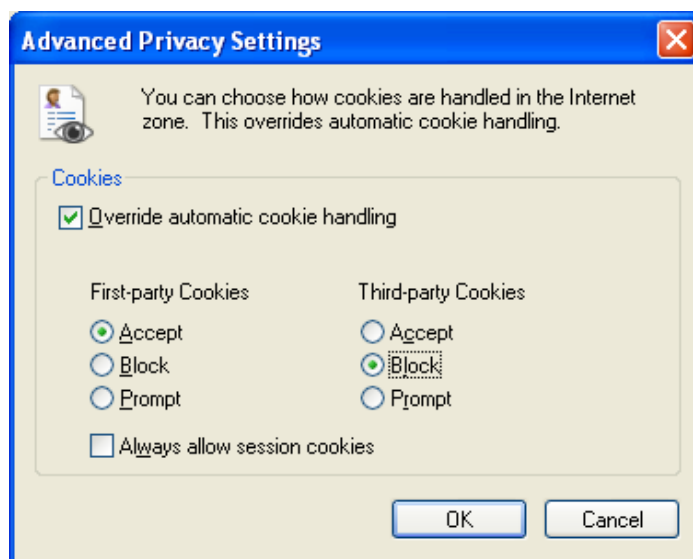 Advanced Privacy Settings
You can choose how cookies are handled in the Internet
zone. This overrides automatic cookie handling.
Cookies
Override automatic cookie handling
First-party Cookies Third-party Cookies
Accept Accept
Block Block
Prompt Prompt
Always allow session cookies
OK Cancel